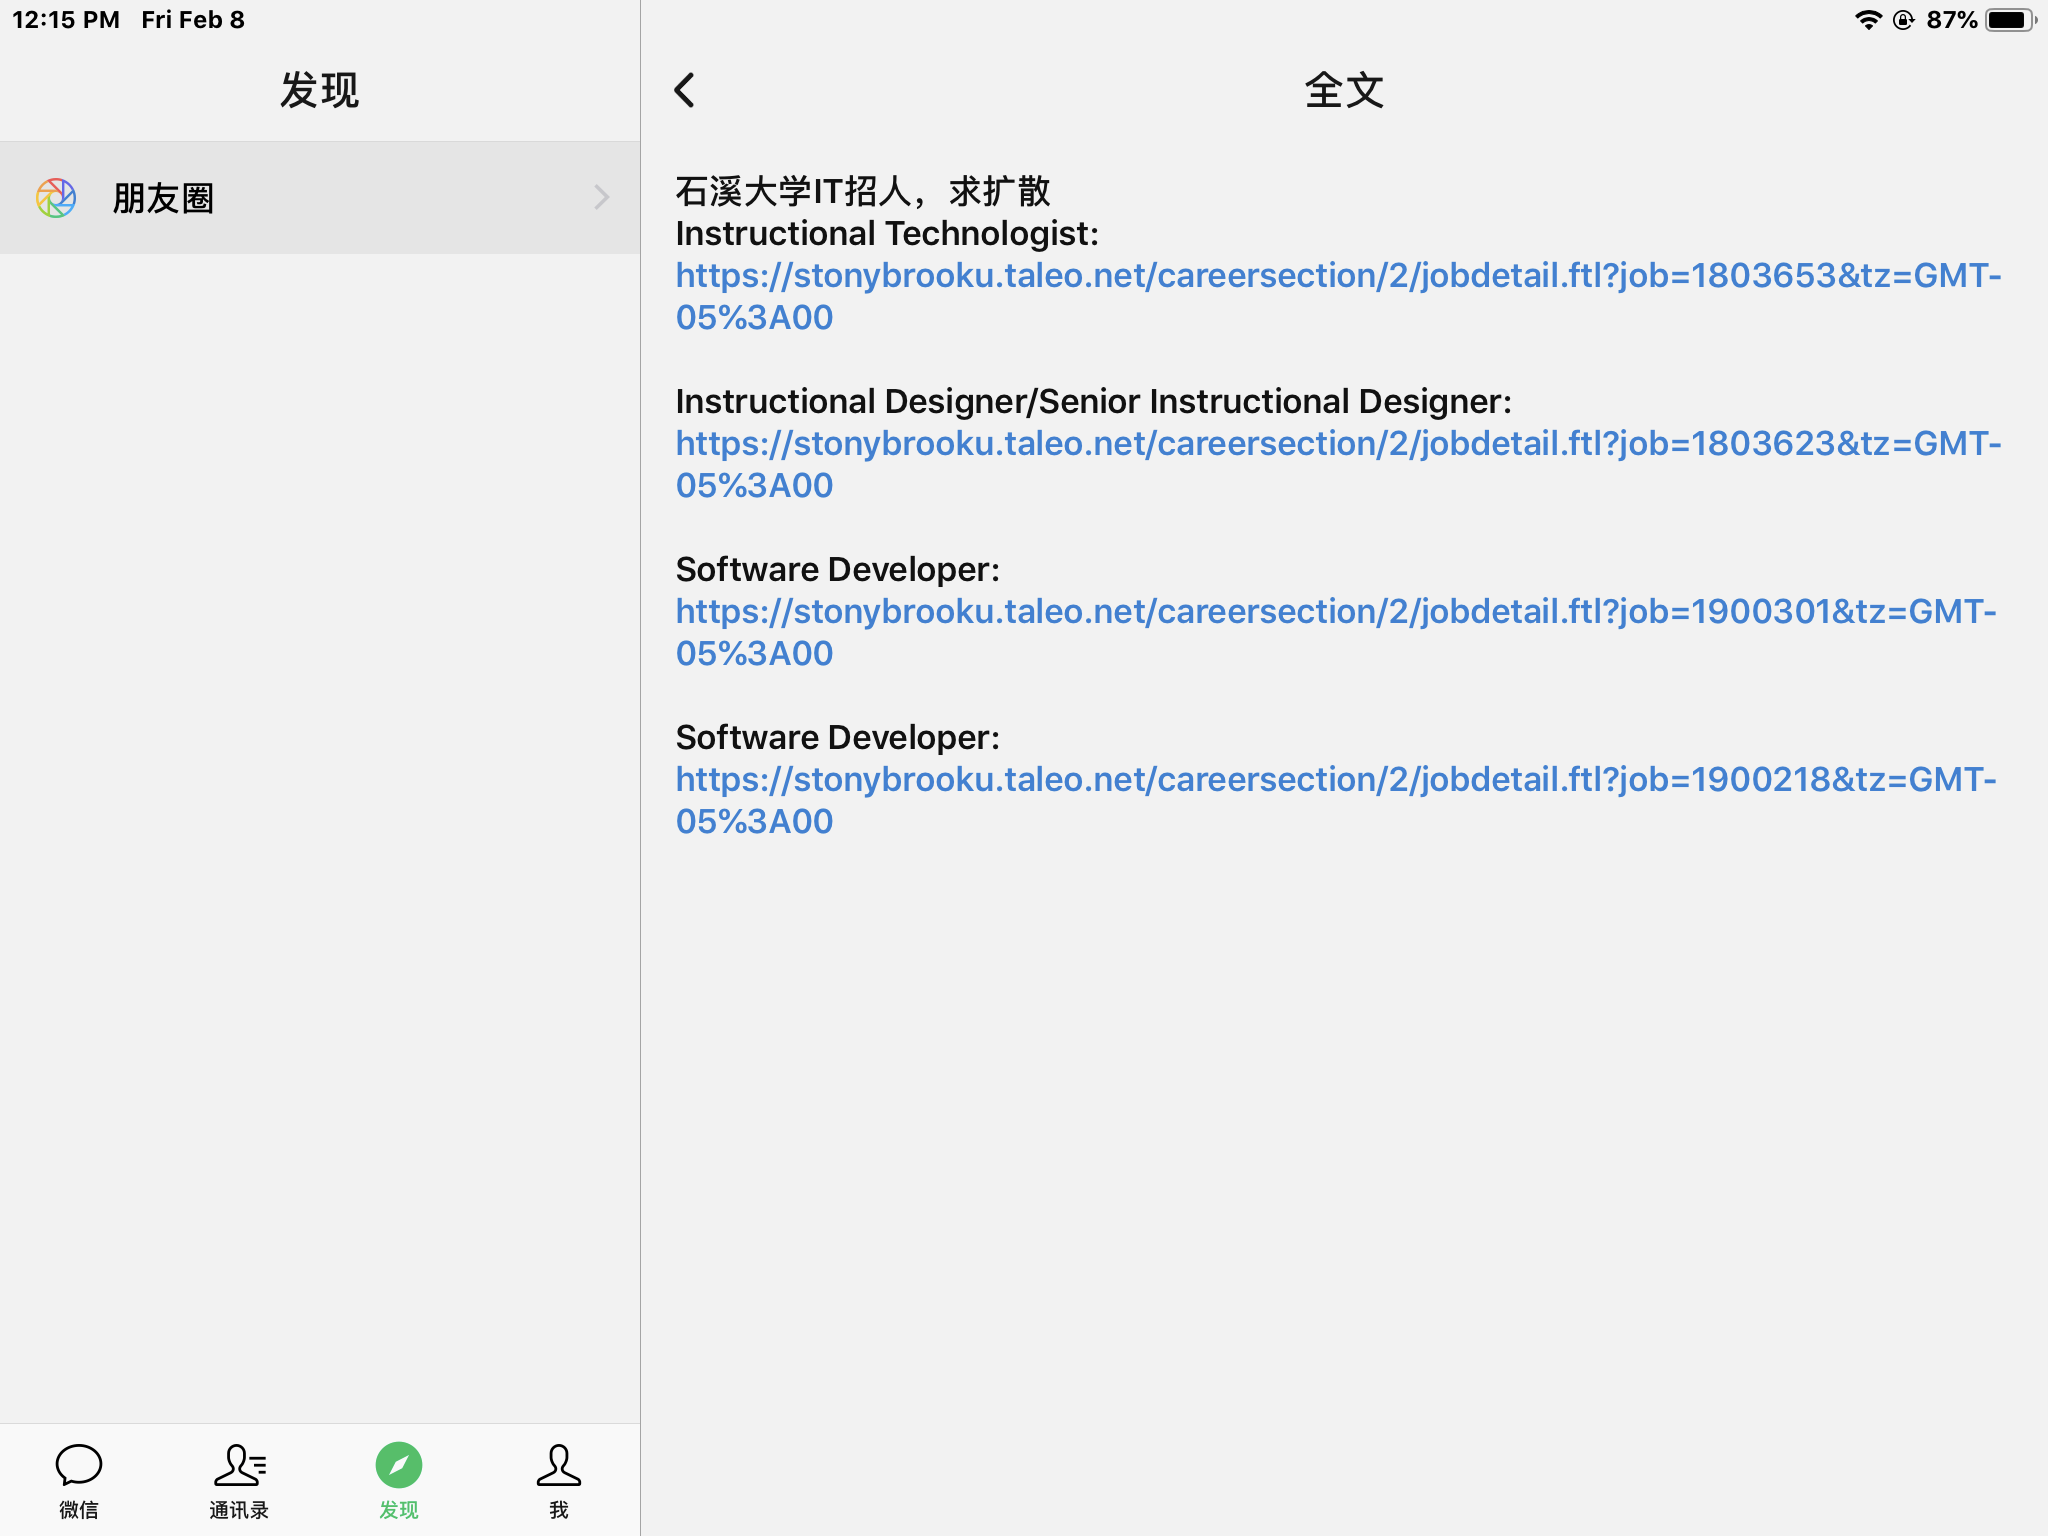 12:15 PM Fri Feb 8
87%
发现
全文
朋友圈
石溪大学IT招人，求扩散
Instructional Technologist:
https://stonybrooku.taleo.net/careersection/2/jobdetail.ftl?job=1803653&tz=GMT-
05%3A00
Instructional Designer/Senior Instructional Designer:
https://stonybrooku.taleo.net/careersection/2/jobdetail.ftl?job=1803623&tz=GMT-
05%3A00
Software Developer:
https://stonybrooku.taleo.net/careersection/2/jobdetail.ftl?job=1900301&tz=GMT-
05%3A00
Software Developer:
https://stonybrooku.taleo.net/careersection/2/jobdetail.ftl?job=1900218&tz=GMT-
05%3A00
微信
通讯录
发现
我